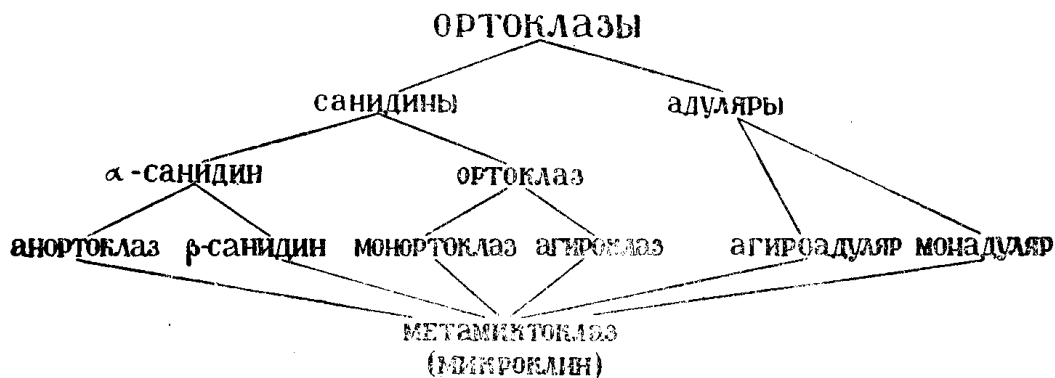 ОРТОКЛАЗЫ
санидины адуляры
α-санидин ортоклаз
анортоклаз β-санидин монортоклаз агироклаз агироадуляр монадуляр
метамиктоклаз
(микроклин)